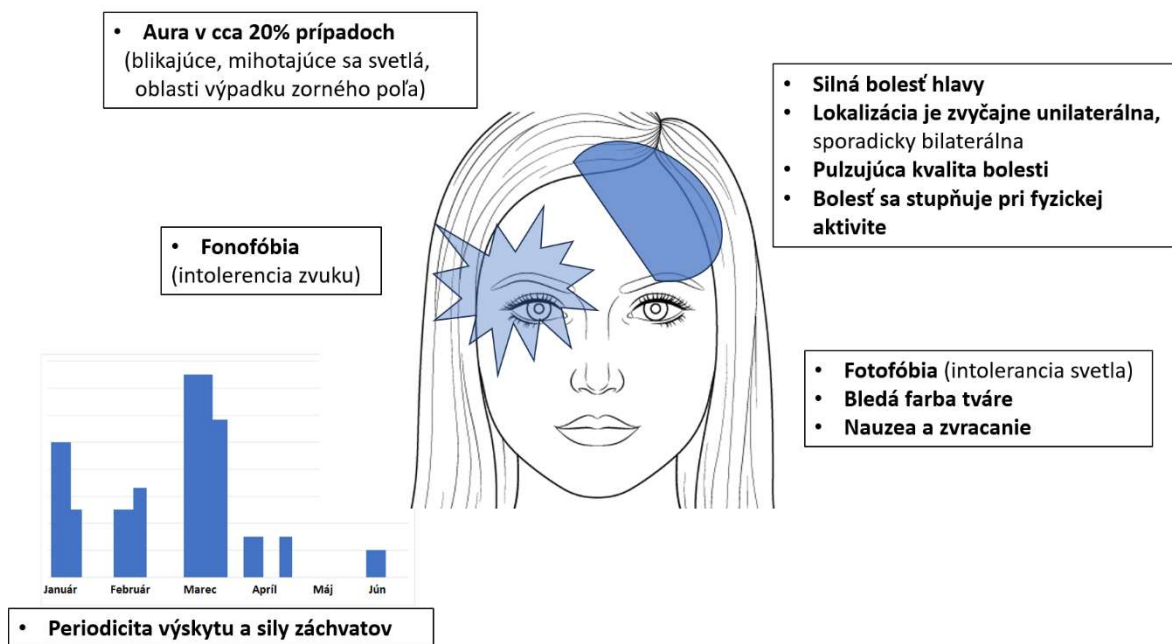 • Aura v cca 20% prípadoch
(blikajúce, mihotajúce sa svetlá,
oblasti výpadku zorného poľa)
• Silná bolesť hlavy
• Lokalizácia je zvyčajne unilaterálna,
sporadicky bilaterálna
• Pulzujúca kvalita bolesti
• Bolesť sa stupňuje pri fyzickej
aktivite
• Fonofóbia
(intolerencia zvuku)
• Fotofóbia (intolerancia svetla)
• Bledá farba tváre
• Nauzea a zvracanie
Január Február Marec Apríl Máj Jún
• Periodicita výskytu a sily záchvatov